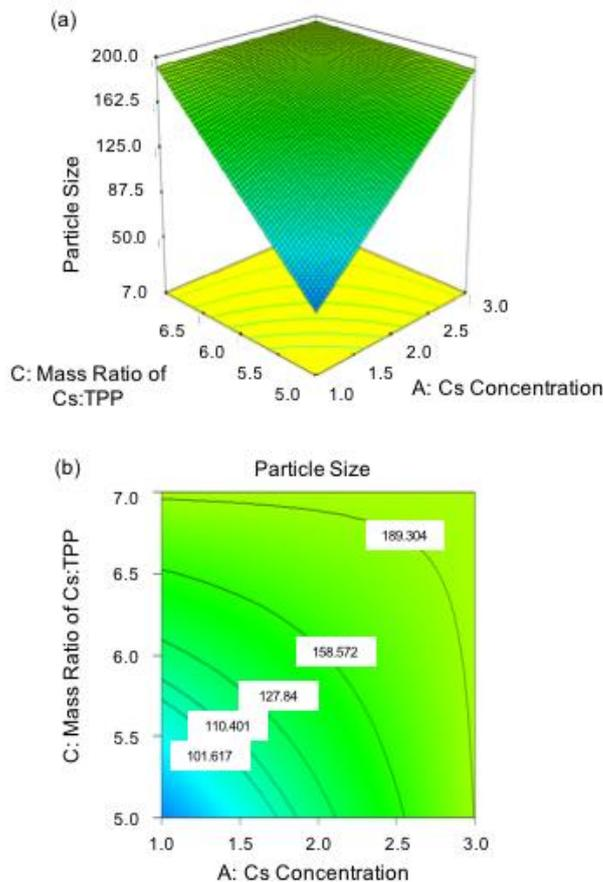 (a)
200.0
162.5
125.0
87.5
50.0
Particle Size
7.0
6.5
6.0
5.5
5.0
C: Mass Ratio of
Cs:TPP
3.0
2.5
2.0
1.5
1.0
A: Cs Concentration
(b)
Particle Size
7.0
6.5
6.0
5.5
5.0
C: Mass Ratio of Cs:TPP
189.304
158.572
127.84
110.401
101.617
1.0 1.5 2.0 2.5 3.0
A: Cs Concentration